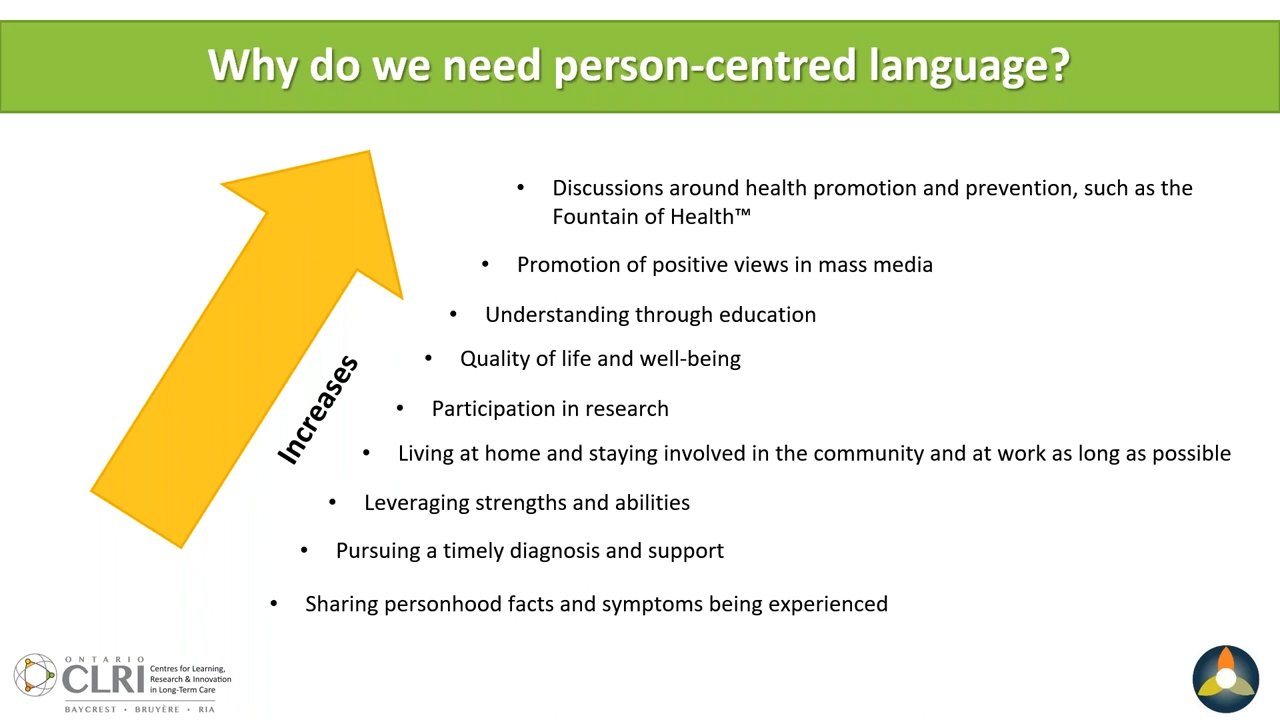 Why do we need person-centred language?
• Discussions around health promotion and prevention, such as the
Fountain of Health™
• Promotion of positive views in mass media
• Understanding through education
• Quality of life and well-being
• Participation in research
• Living at home and staying involved in the community and at work as long as possible
• Leveraging strengths and abilities
• Pursuing a timely diagnosis and support
• Sharing personhood facts and symptoms being experienced
Increases
ONTARIO
CLRI
Centres for Learning,
Research & Innovation
in Long-Term Care
BAYCREST • BRUYÈRE • RIA